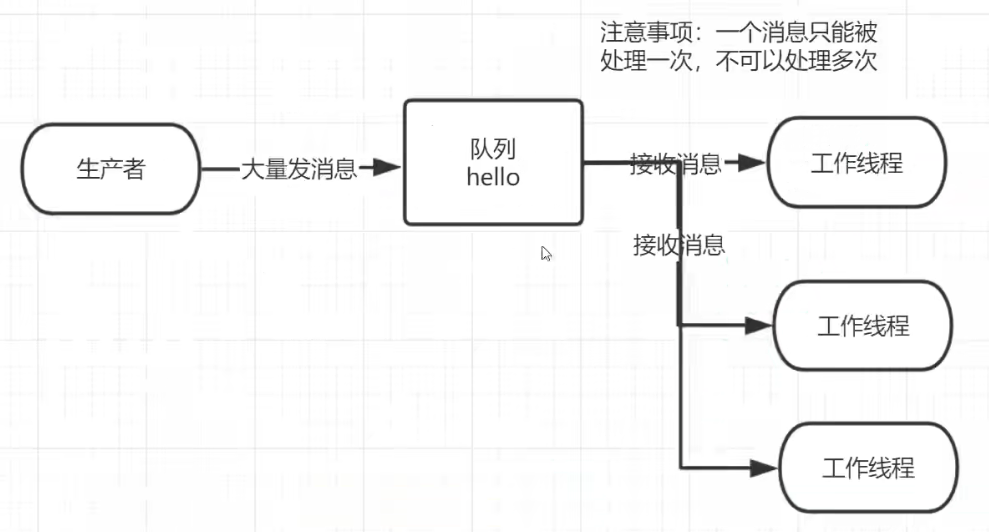 注意事项：一个消息只能被
处理一次，不可以处理多次
生产者
大量发消息
队列
hello
接收消息
工作线程
接收消息
工作线程
工作线程